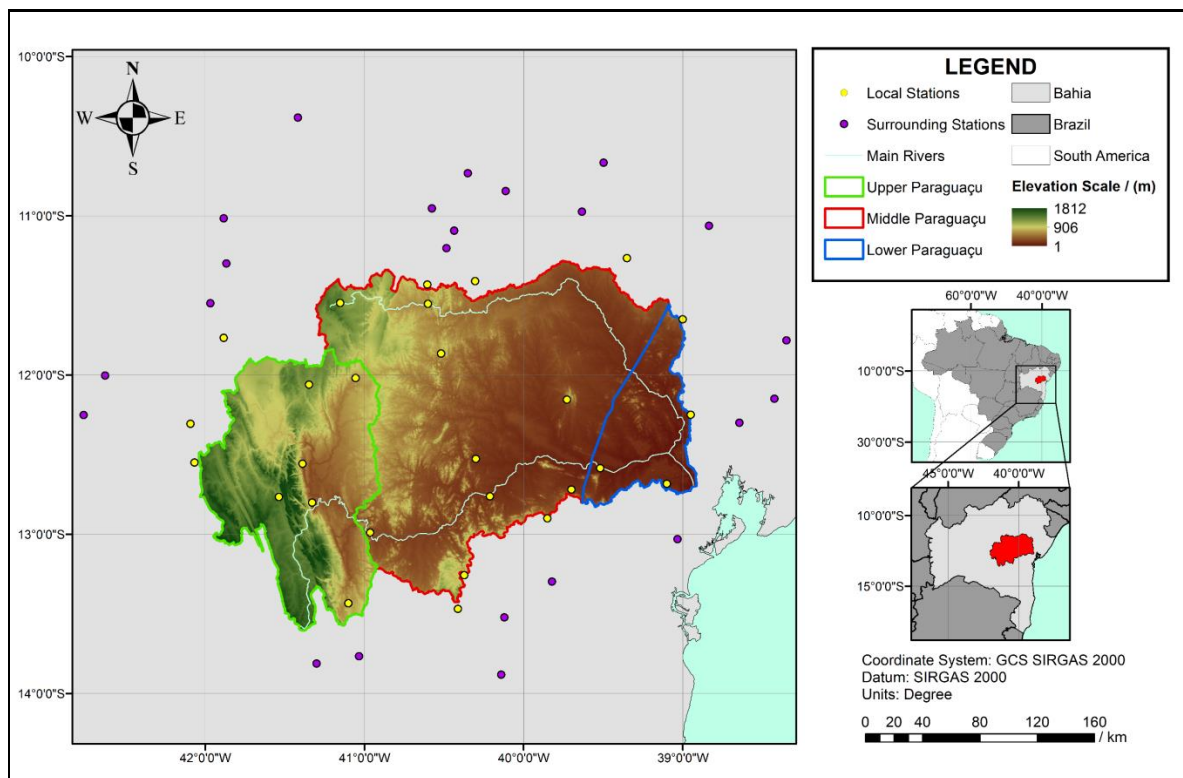 10°0'0"S
11°0'0"S
12°0'0"S
13°0'0"S
14°0'0"S
N
W
E
S
42°0'0"W
41°0'0"W
40°0'0"W
39°0'0"W
LEGEND
Local Stations
Surrounding Stations
Main Rivers
Upper Paraguaçu
Middle Paraguaçu
Lower Paraguaçu
Bahia
Brazil
South America
Elevation Scale / (m)
1812
906
1
60°0'0"W
40°0'0"W
10°0'0"S
30°0'0"S
45°0'0"W
40°0'0"W
10°0'0"S
15°0'0"S
Coordinate System: GCS SIRGAS 2000
Datum: SIRGAS 2000
Units: Degree
0 20 40 80 120 160
/ km